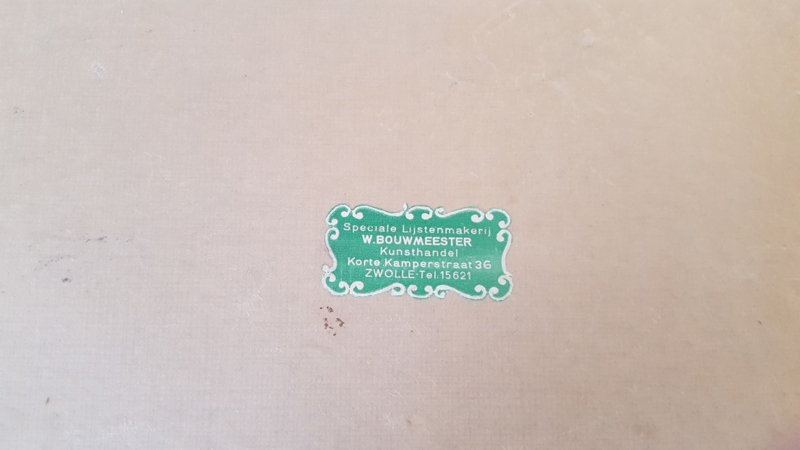 Speciale Lijstenmakerij
W.BOUWMEESTER
Kunsthandel
Korte Kamperstraat 36
ZWOLLE-Tel.15621